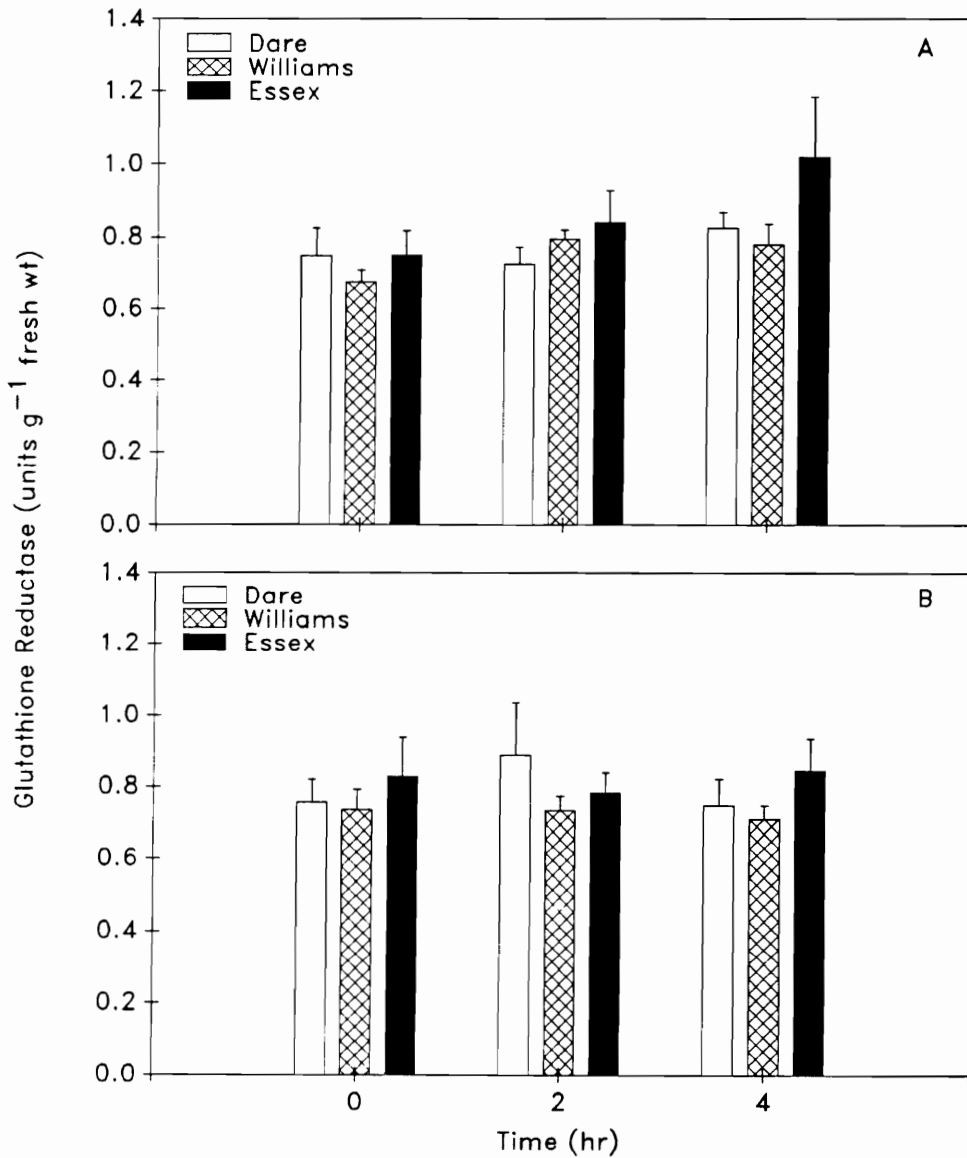 Glutathione Reductase (units g⁻¹ fresh wt)
A
Dare
Williams
Essex
1.4
1.2
1.0
0.8
0.6
0.4
0.2
0.0
B
Dare
Williams
Essex
1.4
1.2
1.0
0.8
0.6
0.4
0.2
0.0
0 2 4
Time (hr)